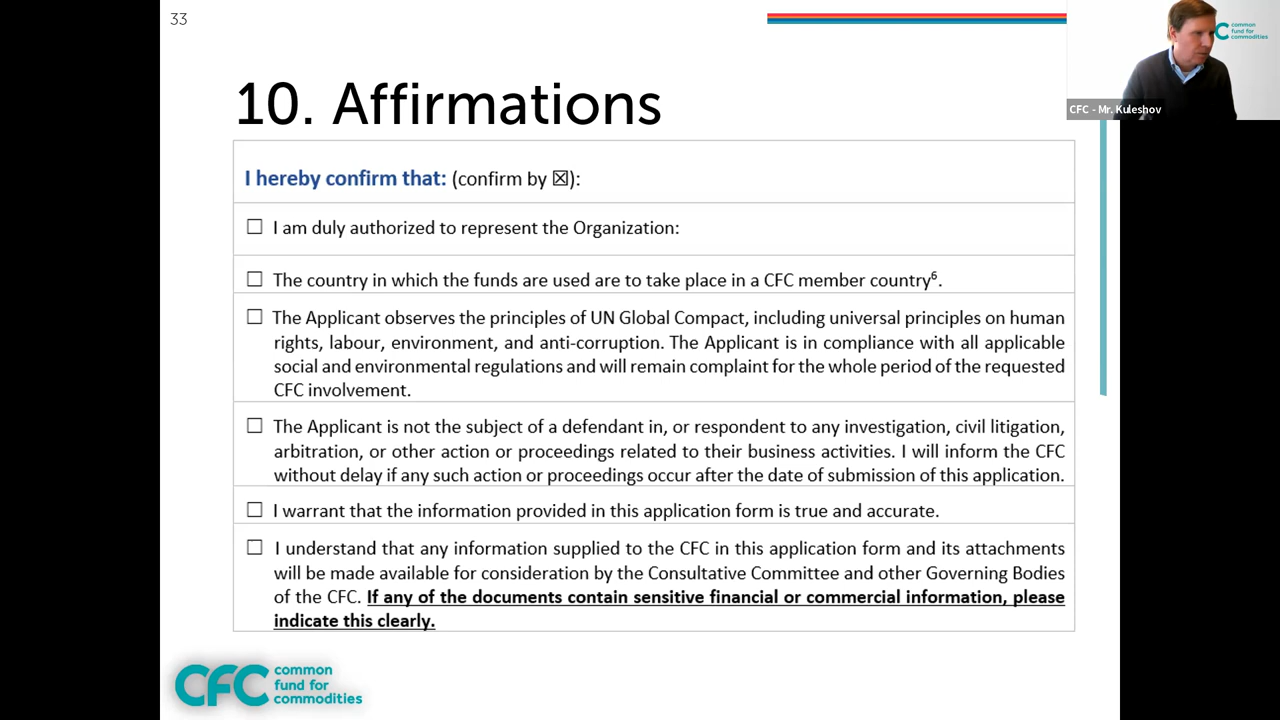 33
common
fund for
commodities
CFC - Mr. Kuleshov
10. Affirmations
I hereby confirm that: (confirm by ☒):
☐ I am duly authorized to represent the Organization:
☐ The country in which the funds are used are to take place in a CFC member country⁶.
☐ The Applicant observes the principles of UN Global Compact, including universal principles on human
rights, labour, environment, and anti-corruption. The Applicant is in compliance with all applicable
social and environmental regulations and will remain complaint for the whole period of the requested
CFC involvement.
☐ The Applicant is not the subject of a defendant in, or respondent to any investigation, civil litigation,
arbitration, or other action or proceedings related to their business activities. I will inform the CFC
without delay if any such action or proceedings occur after the date of submission of this application.
☐ I warrant that the information provided in this application form is true and accurate.
☐ I understand that any information supplied to the CFC in this application form and its attachments
will be made available for consideration by the Consultative Committee and other Governing Bodies
of the CFC. If any of the documents contain sensitive financial or commercial information, please
indicate this clearly.
CFC common
fund for
commodities